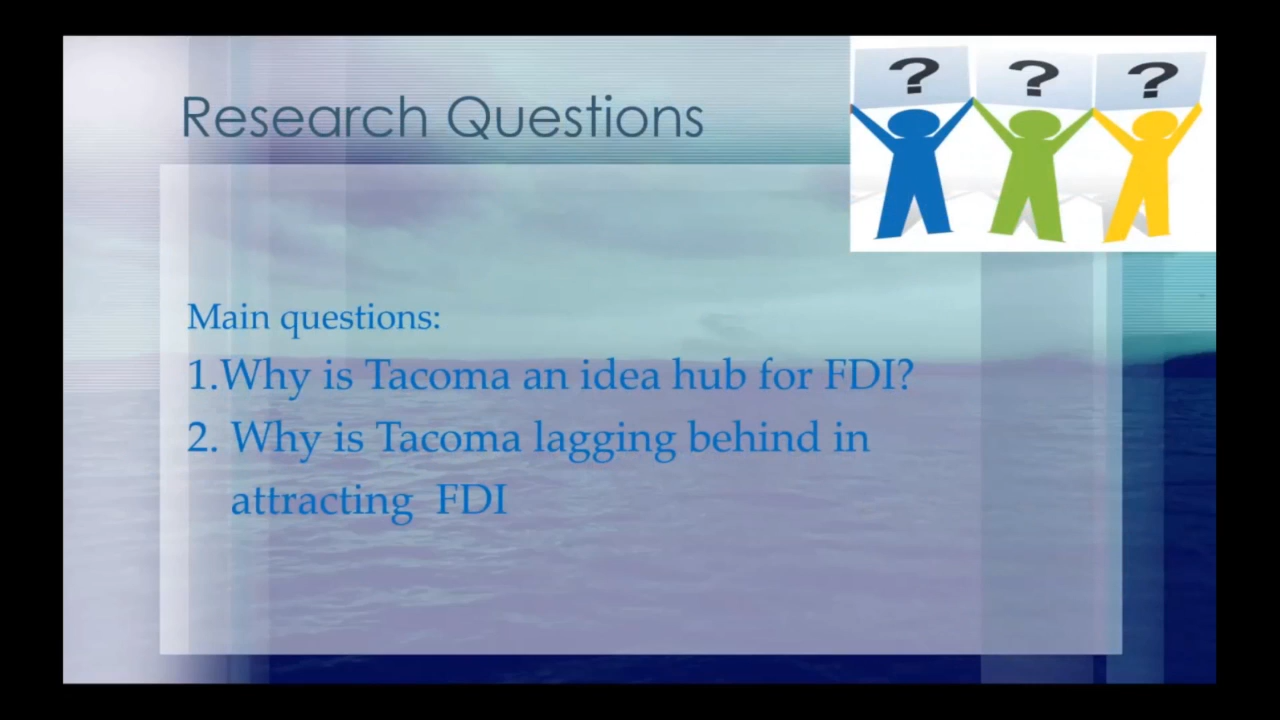 Research Questions
? ? ?
Main questions:
1.Why is Tacoma an idea hub for FDI?
2. Why is Tacoma lagging behind in
attracting FDI